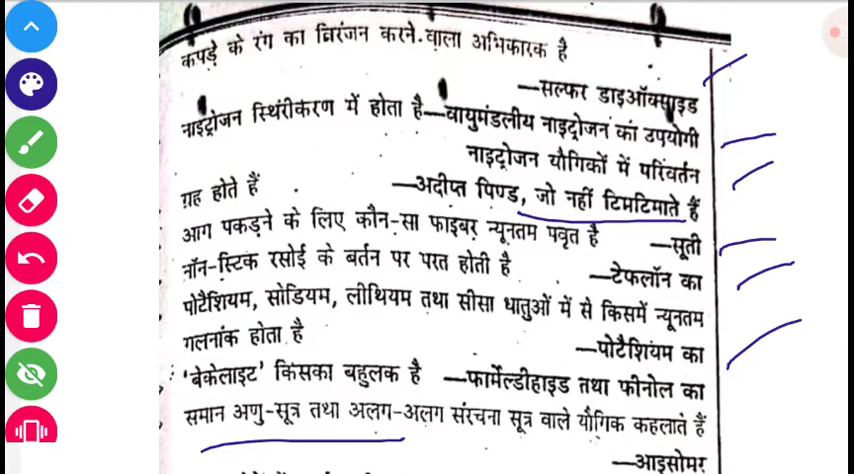 कपड़े के रंग का विरंजन करने वाला अभिकारक है
—सल्फर डाइऑक्साइड
नाइट्रोजन स्थिरीकरण में होता है—वायुमंडलीय नाइट्रोजन का उपयोगी
नाइट्रोजन यौगिकों में परिवर्तन
ग्रह होते हैं —अदीप्त पिण्ड, जो नहीं टिमटिमाते हैं
आग पकड़ने के लिए कौन-सा फाइबर न्यूनतम पवृत है —सूती
नॉन-स्टिक रसोई के बर्तन पर परत होती है —टेफलॉन का
पोटैशियम, सोडियम, लीथियम तथा सीसा धातुओं में से किसमें न्यूनतम
गलनांक होता है —पोटैशियम का
'बेकेलाइट' किसका बहुलक है —फार्मेल्डीहाइड तथा फीनोल का
समान अणु-सूत्र तथा अलग-अलग संरचना सूत्र वाले यौगिक कहलाते हैं
—आइसोमर